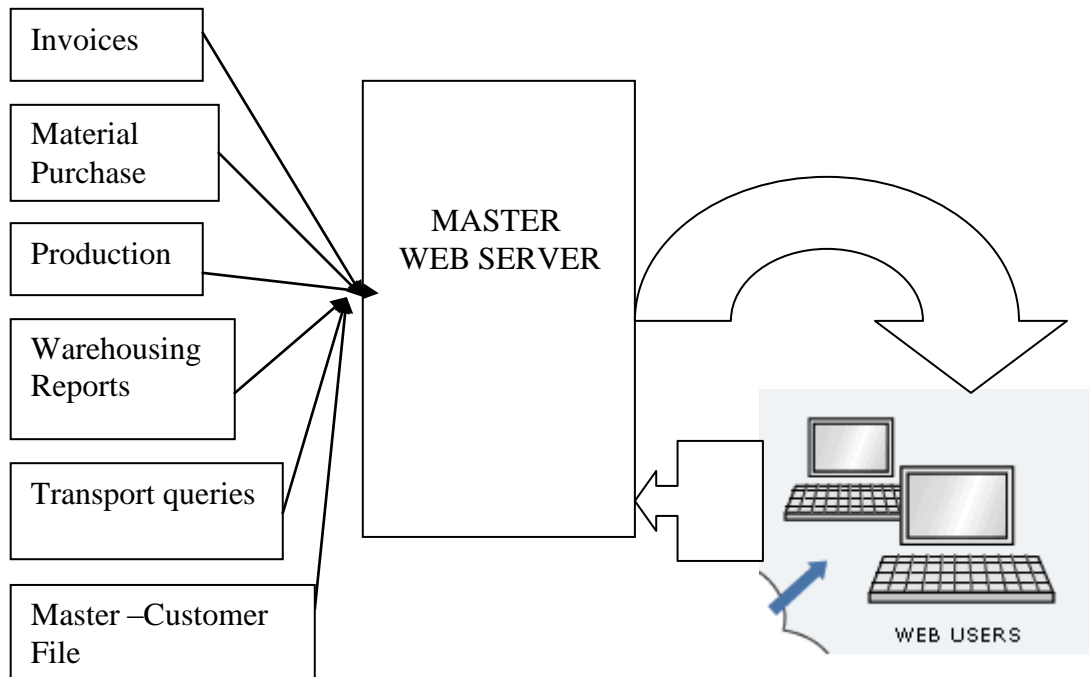 Invoices
Material
Purchase
Production
Warehousing
Reports
Transport queries
Master –Customer
File
MASTER
WEB SERVER
WEB USERS